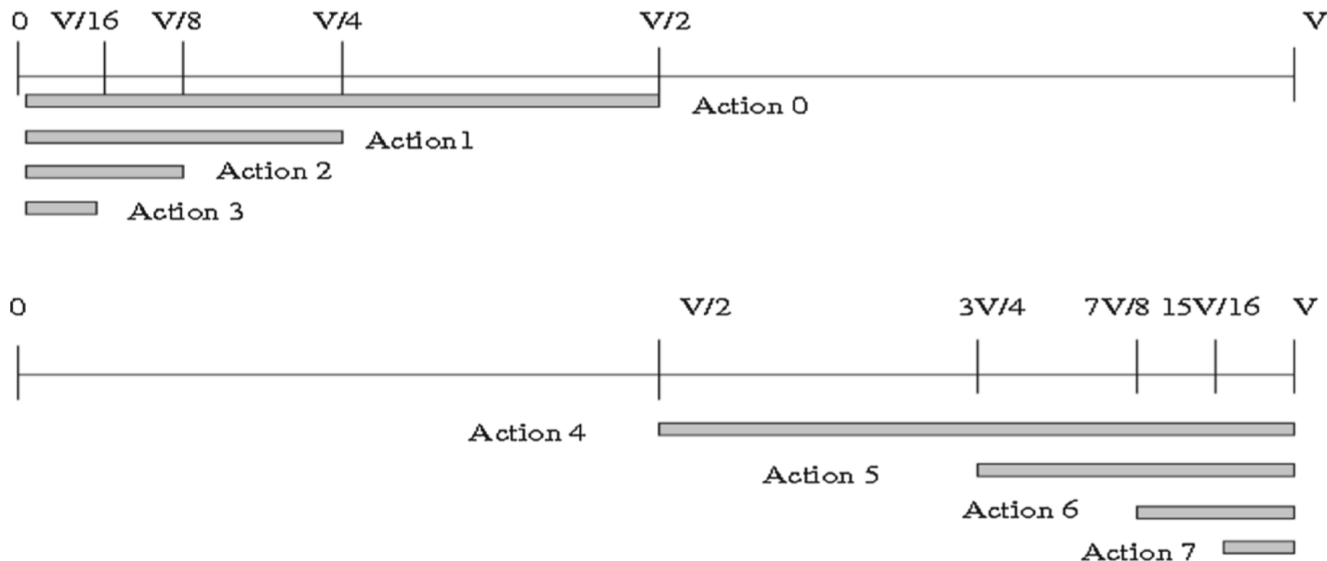 0 V/16 V/8 V/4 V/2 V
Action 0
Action1
Action 2
Action 3
0 V/2 3V/4 7V/8 15V/16 V
Action 4
Action 5
Action 6
Action 7